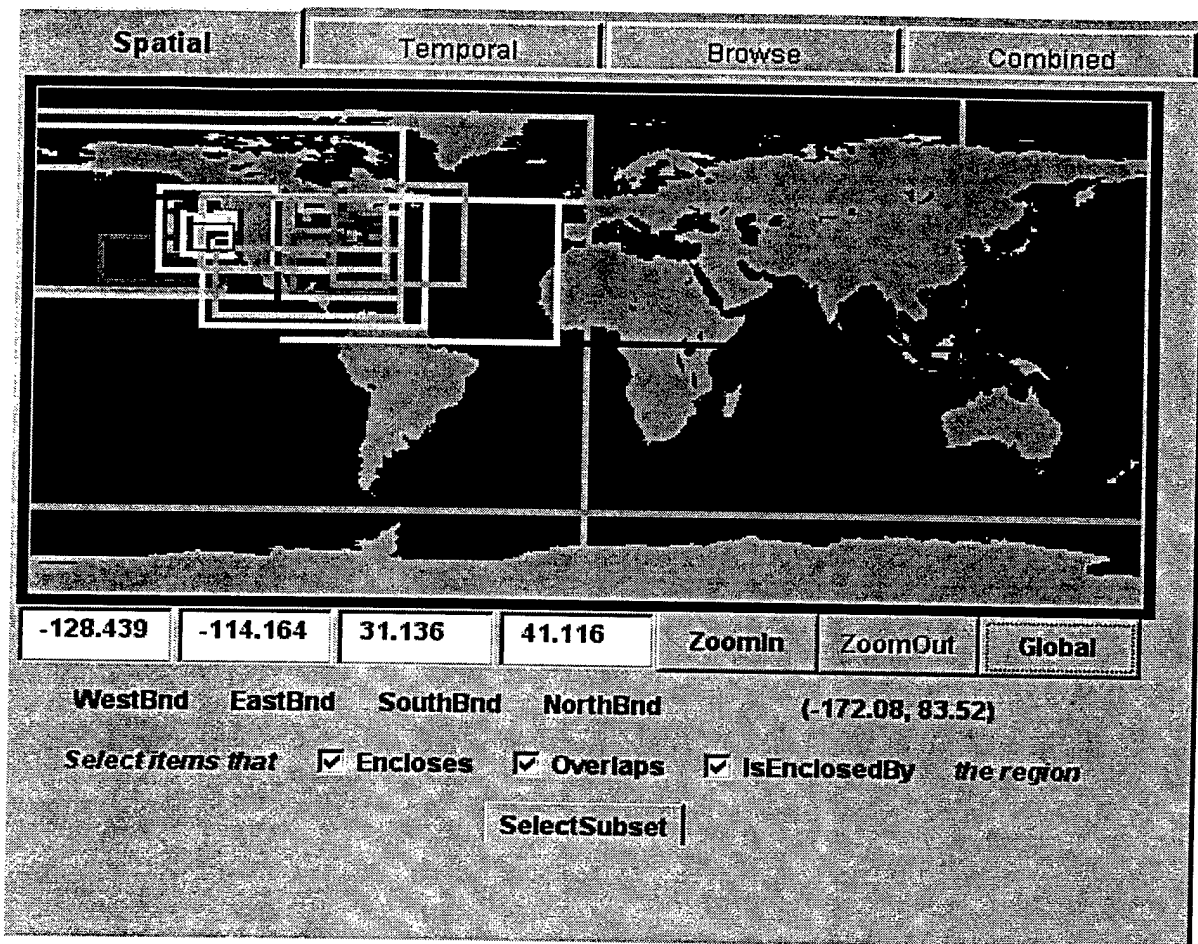 Spatial Temporal Browse Combined
-128.439 -114.164 31.136 41.116 ZoomIn ZoomOut Global
WestBnd EastBnd SouthBnd NorthBnd (-172.08, 83.52)
Select items that Encloses Overlaps IsEnclosedBy the region
SelectSubset